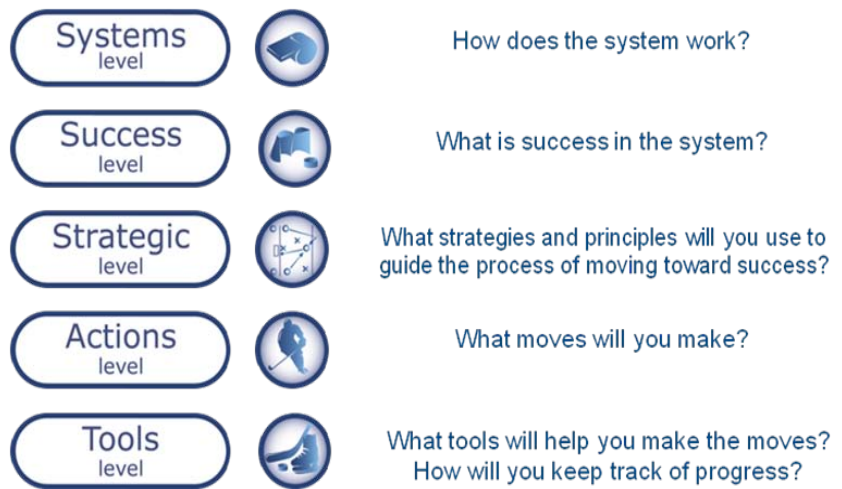 Systems
level
How does the system work?
Success
level
What is success in the system?
Strategic
level
What strategies and principles will you use to
guide the process of moving toward success?
Actions
level
What moves will you make?
Tools
level
What tools will help you make the moves?
How will you keep track of progress?